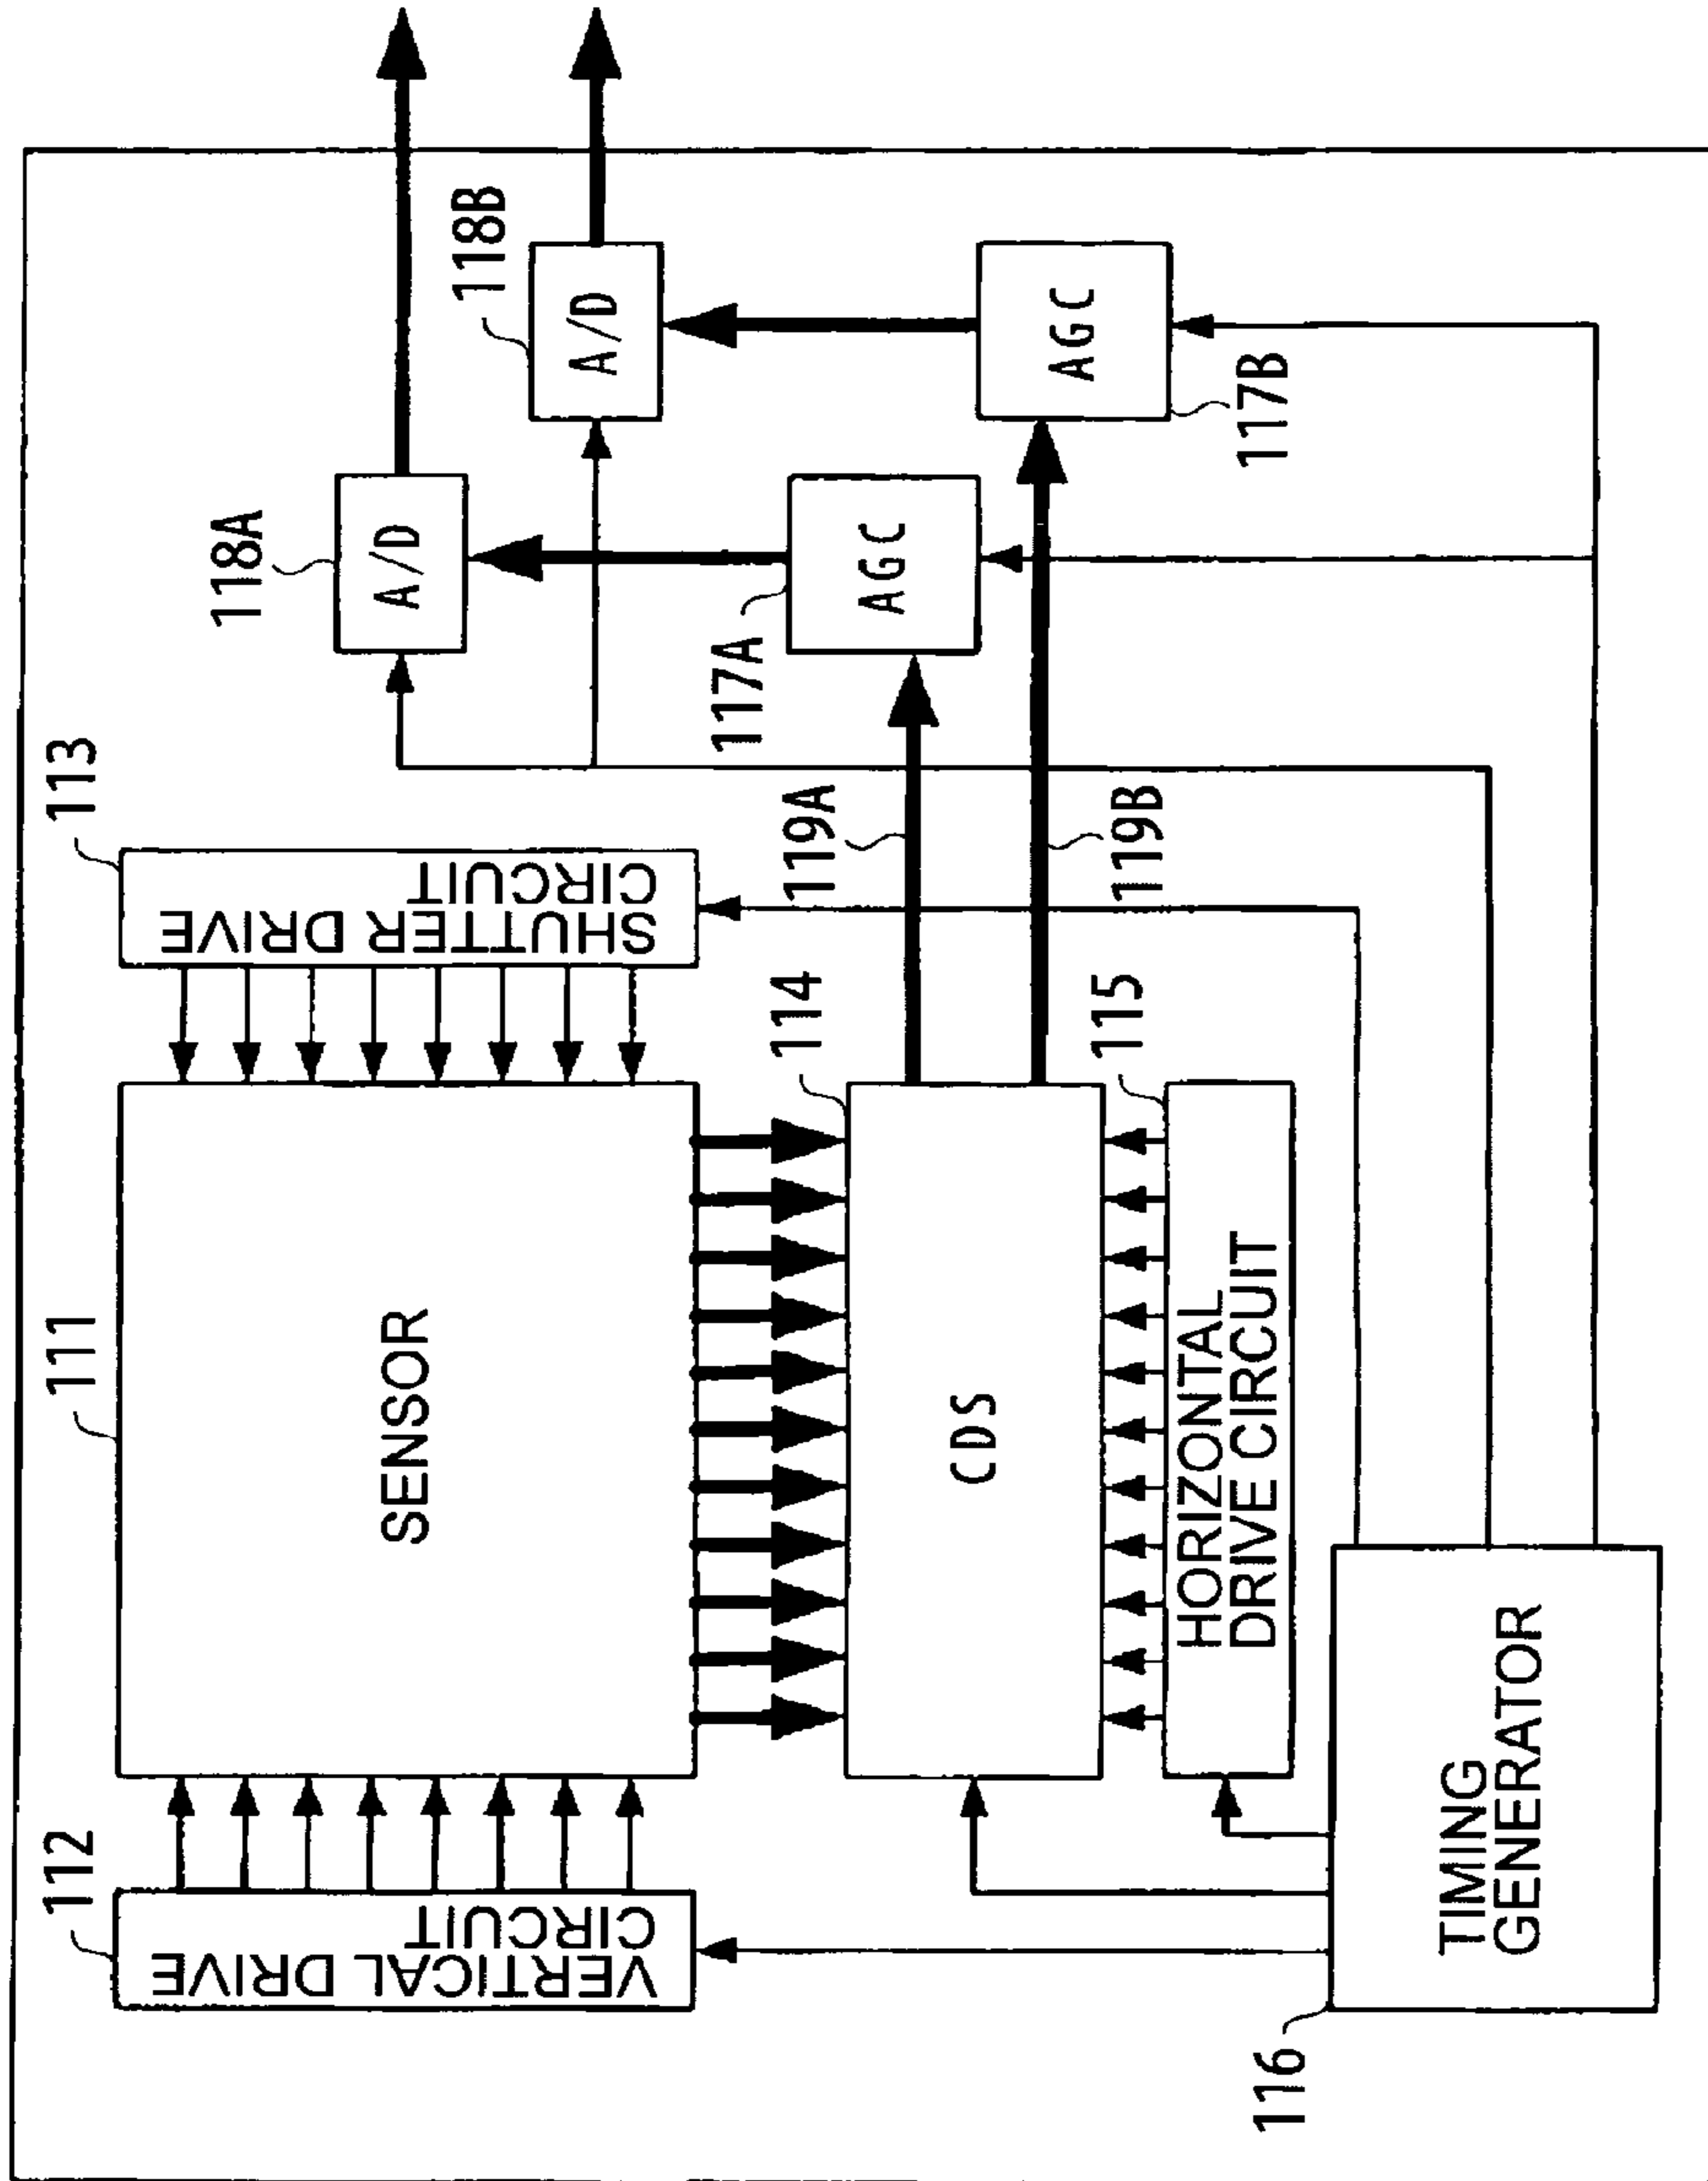 111
SENSOR
112
VERTICAL DRIVE
CIRCUIT
113
SHUTTER DRIVE
CIRCUIT
114
CDS
115
HORIZONTAL
DRIVE CIRCUIT
116
TIMING
GENERATOR
119A
119B
117A
AGC
117B
AGC
118A
A/D
118B
A/D